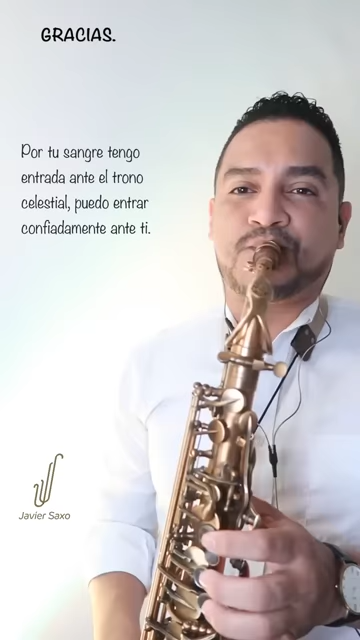 GRACIAS.
Por tu sangre tengo
entrada ante el trono
celestial, puedo entrar
confiadamente ante ti.
Javier Saxo